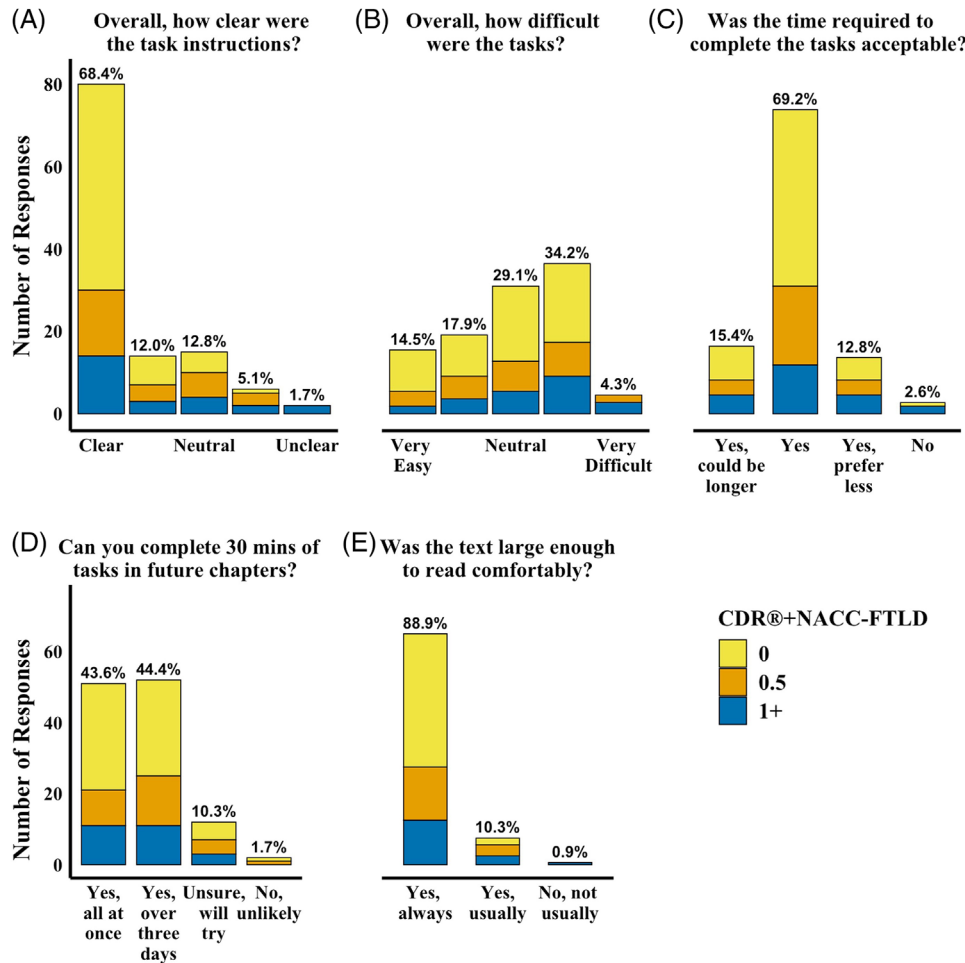 (A) Overall, how clear were
the task instructions?
Number of Responses
80
60
40
20
0
68.4%
12.0%
12.8%
5.1%
1.7%
Clear Neutral Unclear
(B) Overall, how difficult
were the tasks?
14.5%
17.9%
29.1%
34.2%
4.3%
Very
Easy
Neutral
Very
Difficult
(C) Was the time required to
complete the tasks acceptable?
15.4%
69.2%
12.8%
2.6%
Yes,
could be
longer
Yes
Yes,
prefer
less
No
(D) Can you complete 30 mins of
tasks in future chapters?
Number of Responses
60
40
20
0
43.6%
44.4%
10.3%
1.7%
Yes,
all at
once
Yes,
over
three
days
Unsure,
will
try
No,
unlikely
(E) Was the text large enough
to read comfortably?
88.9%
10.3%
0.9%
Yes,
always
Yes,
usually
No, not
usually
CDR®+NACC-FTLD
0
0.5
1+